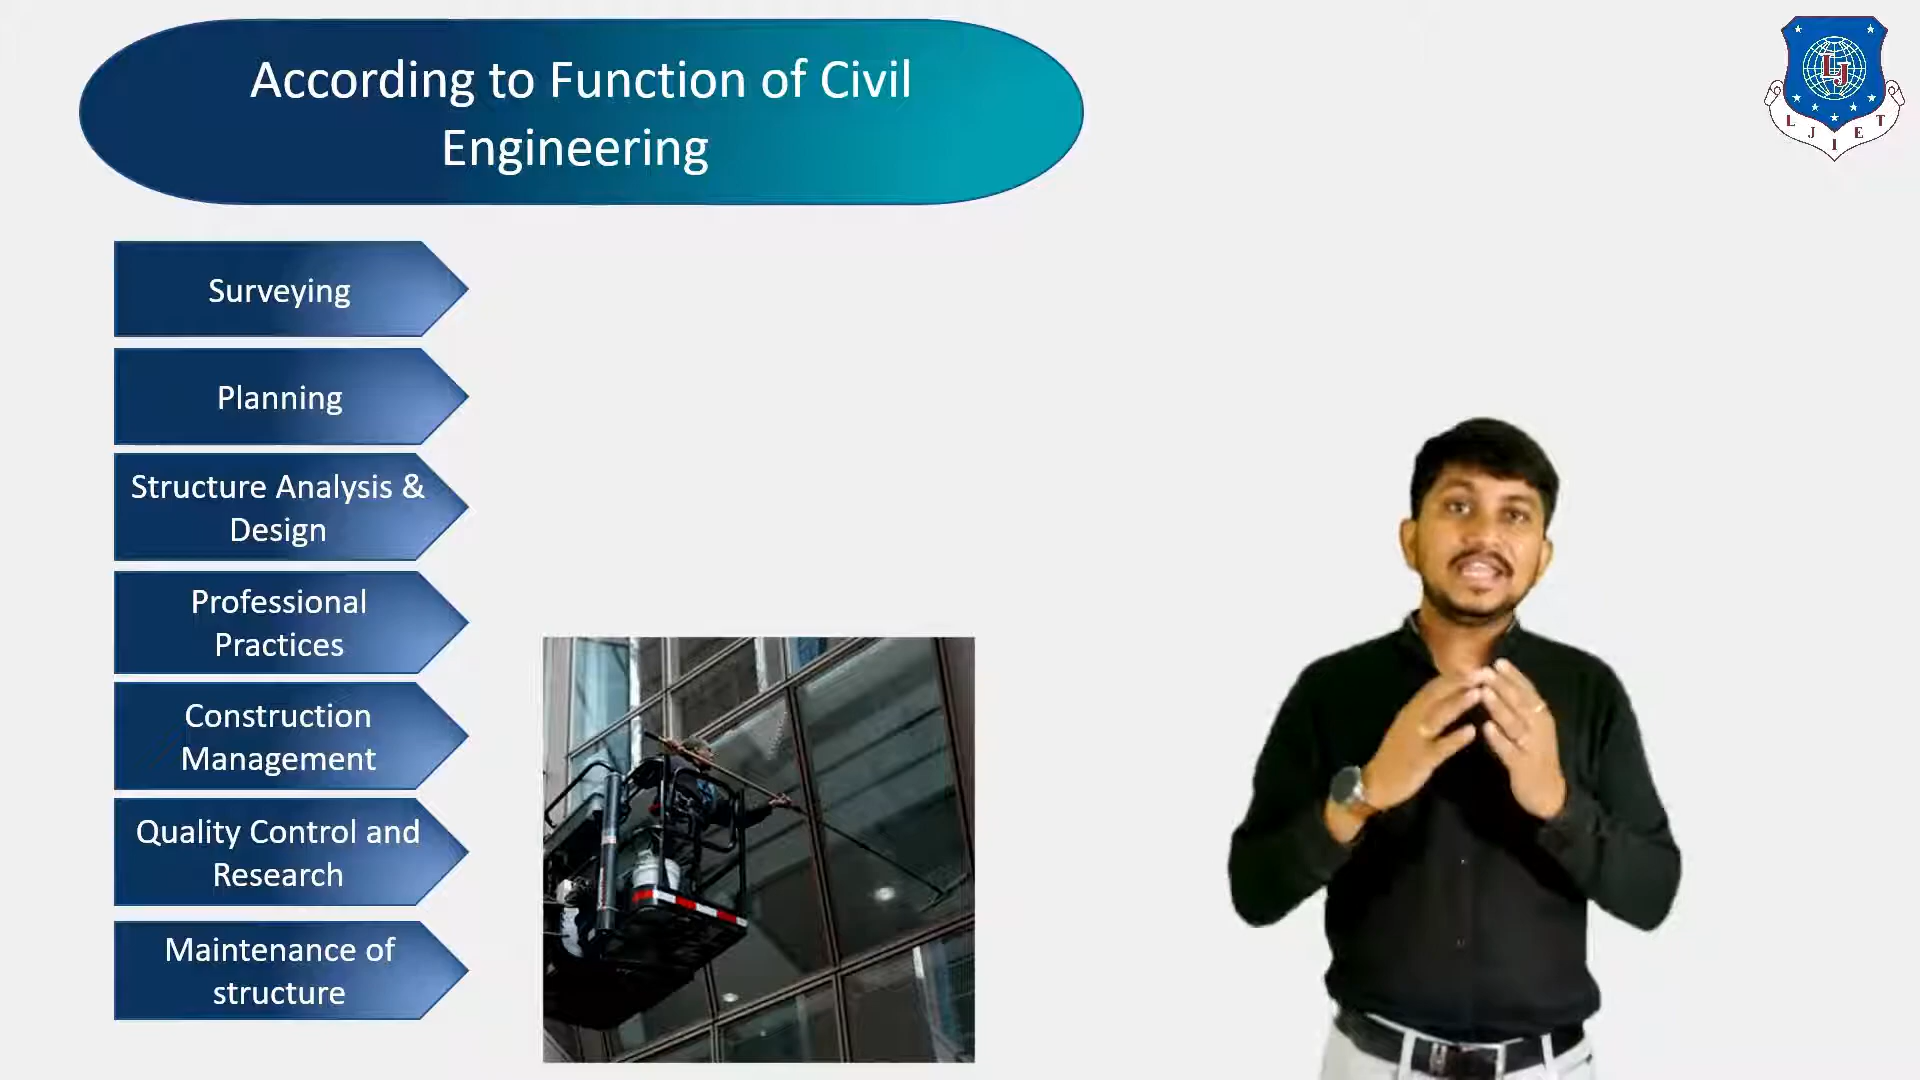 According to Function of Civil
Engineering
Surveying
Planning
Structure Analysis &
Design
Professional
Practices
Construction
Management
Quality Control and
Research
Maintenance of
structure
LJ
L J I E T